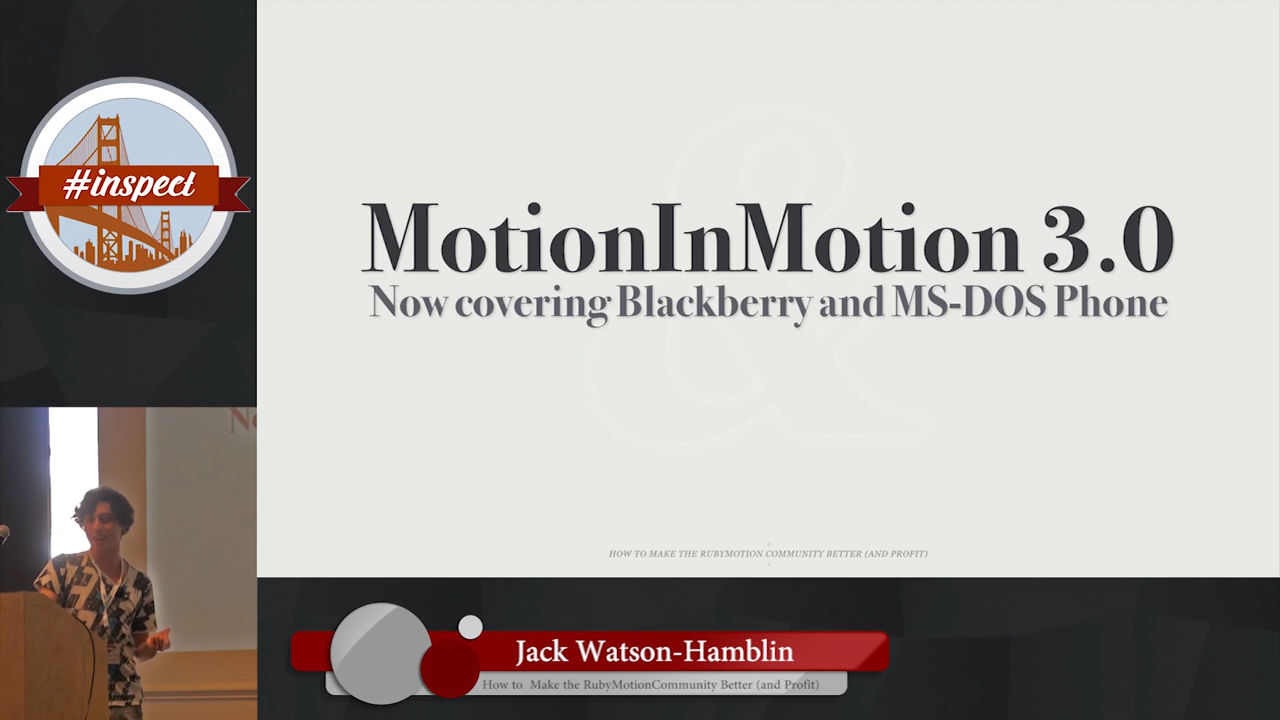 #inspect
MotionInMotion 3.0
Now covering Blackberry and MS-DOS Phone
HOW TO MAKE THE RUBYMOTION COMMUNITY BETTER (AND PROFIT)
Jack Watson-Hamblin
How to Make the RubyMotionCommunity Better (and Profit)